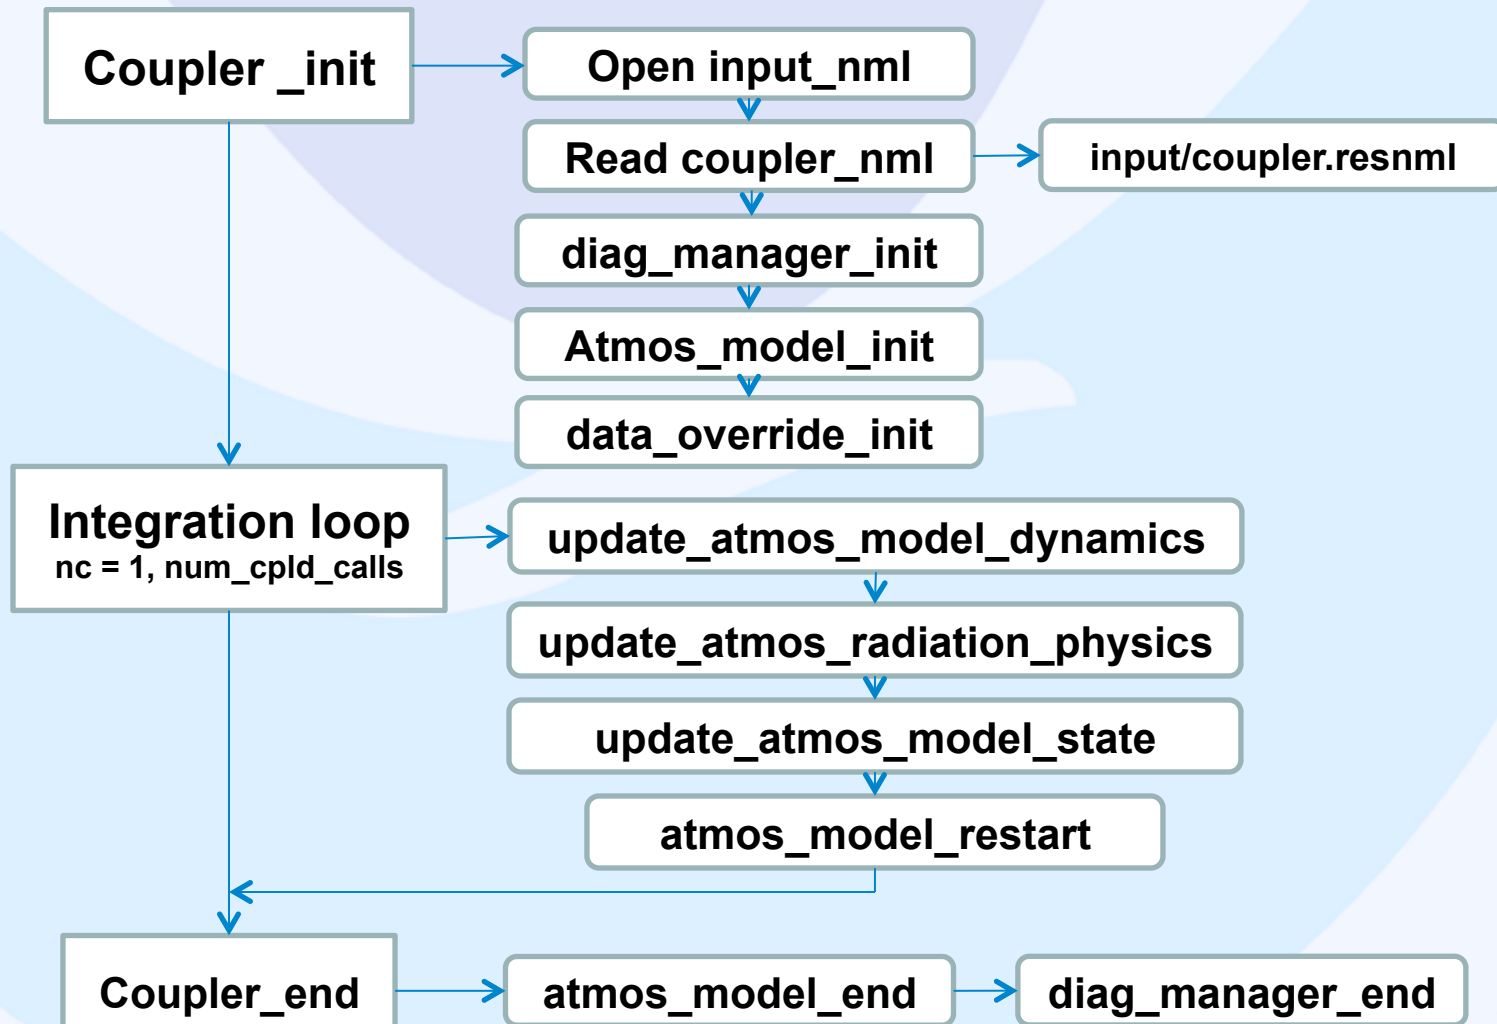 Coupler _init
Open input_nml
Read coupler_nml
input/coupler.resnml
diag_manager_init
Atmos_model_init
data_override_init
Integration loop
nc = 1, num_cpld_calls
update_atmos_model_dynamics
update_atmos_radiation_physics
update_atmos_model_state
atmos_model_restart
Coupler_end
atmos_model_end
diag_manager_end